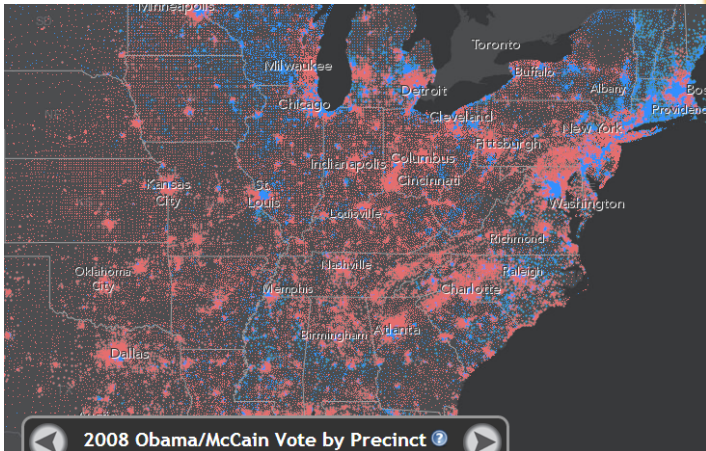 Minneapolis
Toronto
Milwaukee
Buffalo
Detroit
Albany
Bos
Chicago
Providenc
Cleveland
New York
Pittsburgh
Indianapolis
Columbus
Cincinnati
Kansas
City
St.
Louis
Washington
Louisville
Richmond
Nashville
Raleigh
Oklahoma
City
Memphis
Charlotte
Birmingham
Atlanta
Dallas
2008 Obama/McCain Vote by Precinct ?